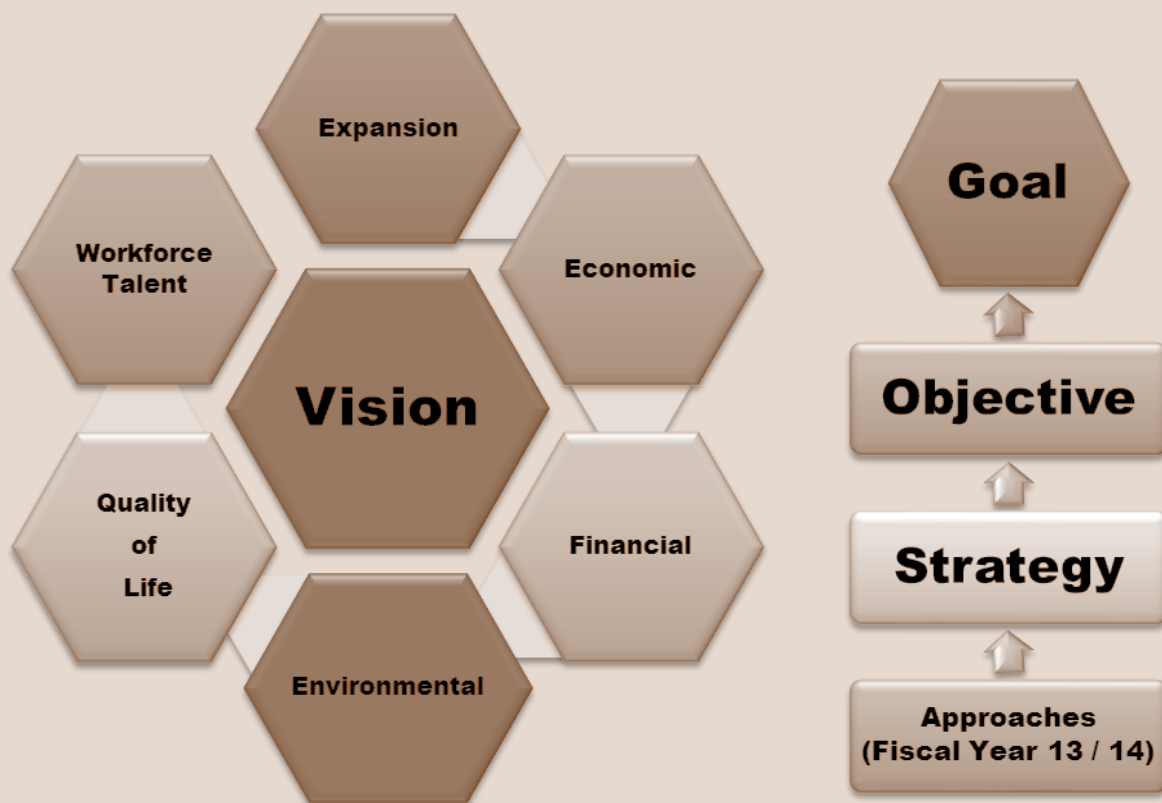 Expansion
Workforce
Talent
Economic
Vision
Quality
of
Life
Financial
Environmental
Goal
Objective
Strategy
Approaches
(Fiscal Year 13 / 14)